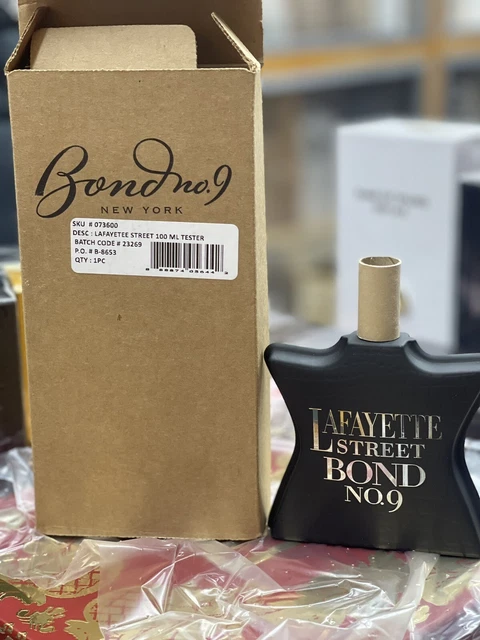 Bond no.9
NEW YORK
SKU # 073600
DESC : LAFAYETEE STREET 100 ML TESTER
BATCH CODE # 23269
P.O. # B-8653
QTY : 1PC
LAFAYETTE
STREET
BOND
NO.9